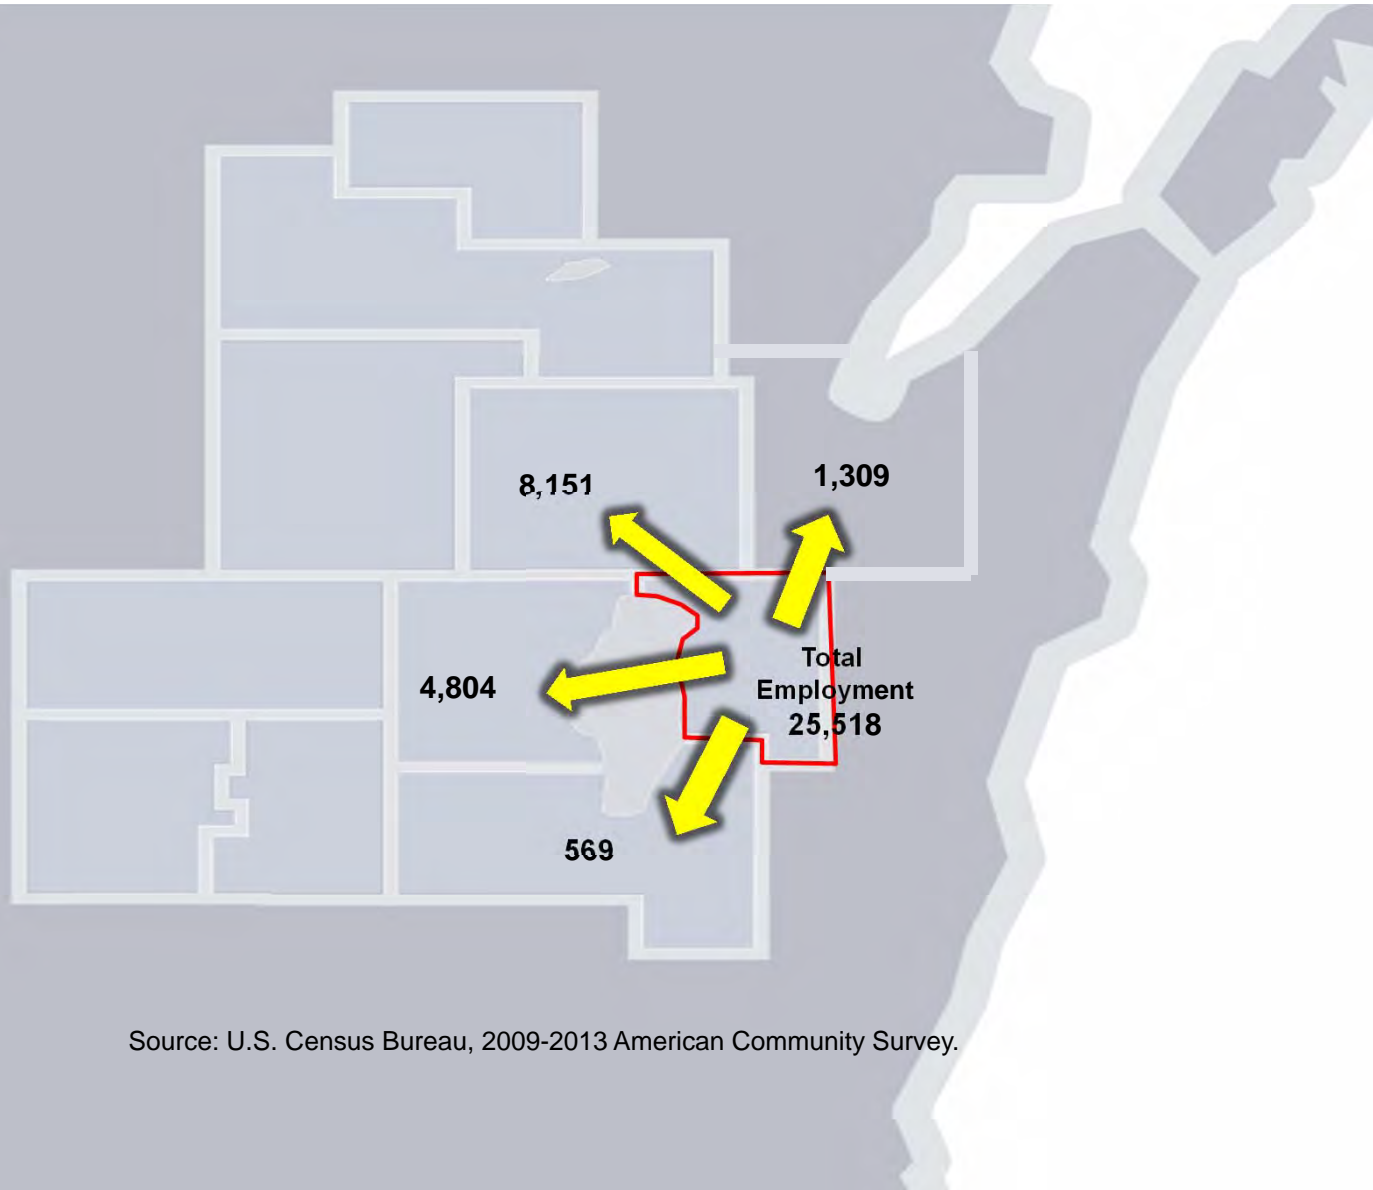 8,151
1,309
4,804
Total
Employment
25,518
569
Source: U.S. Census Bureau, 2009-2013 American Community Survey.